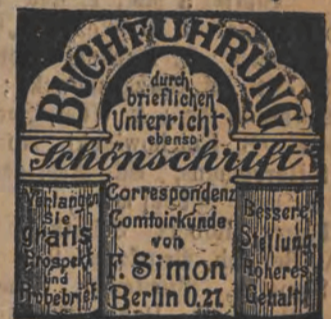 BUCHFÜHRUNG
durch
brieflichen
Unterricht
ebenso
Schönschrift
Correspondenz
Comtoirkunde
von
F. Simon
Berlin O.27.
Verlangen
Sie
gratis
Prospekt
und
Probebrief
Bessere
Stellung
Höheres
Gehalt.